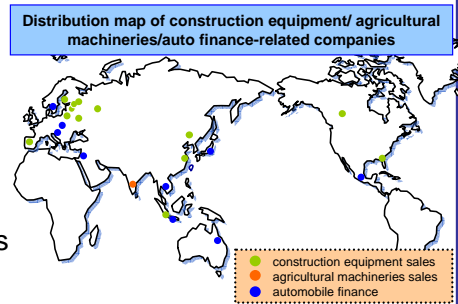 Distribution map of construction equipment/ agricultural
machineries/auto finance-related companies
s
construction equipment sales
agricultural machineries sales
automobile finance